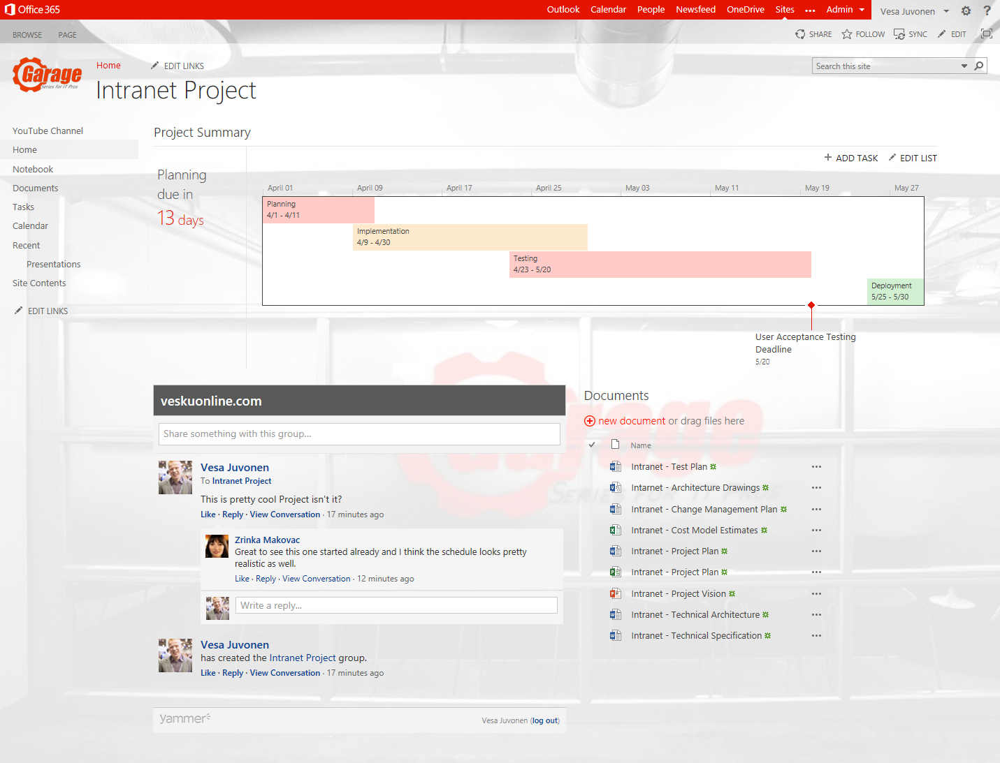 Office 365
Outlook Calendar People Newsfeed OneDrive Sites ••• Admin Vesa Juvonen ?
BROWSE PAGE
SHARE FOLLOW SYNC EDIT
Garage
Series for IT Pros
Home EDIT LINKS
Search this site
Intranet Project
YouTube Channel
Home
Notebook
Documents
Tasks
Calendar
Recent
Presentations
Site Contents
EDIT LINKS
Project Summary
+ ADD TASK EDIT LIST
Planning
due in
13 days
April 01 April 09 April 17 April 25 May 03 May 11 May 19 May 27
Planning
4/1 - 4/11
Implementation
4/9 - 4/30
Testing
4/23 - 5/20
Deployment
5/25 - 5/30
User Acceptance Testing
Deadline
5/20
veskuonline.com
Share something with this group...
Vesa Juvonen
To Intranet Project
This is pretty cool Project isn't it?
Like · Reply · View Conversation · 17 minutes ago
Zrinka Makovac
Great to see this one started already and I think the schedule looks pretty
realistic as well.
Like · Reply · View Conversation · 12 minutes ago
Write a reply...
Vesa Juvonen
has created the Intranet Project group.
Like · Reply · View Conversation · 17 minutes ago
yammer
Vesa Juvonen (log out)
Documents
new document or drag files here
Name
Intranet - Test Plan
Intarnet - Architecture Drawings
Intranet - Change Management Plan
Intranet - Cost Model Estimates
Intranet - Project Plan
Intranet - Project Plan
Intranet - Project Vision
Intranet - Technical Architecture
Intranet - Technical Specification
Garage
SERIES FOR IT PROS